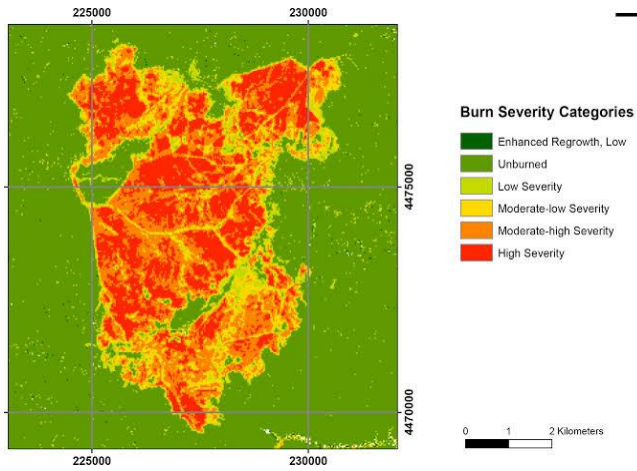 225000 230000
Burn Severity Categories
Enhanced Regrowth, Low
Unburned
Low Severity
Moderate-low Severity
Moderate-high Severity
High Severity
4475000
4470000
0 1 2 Kilometers
225000 230000